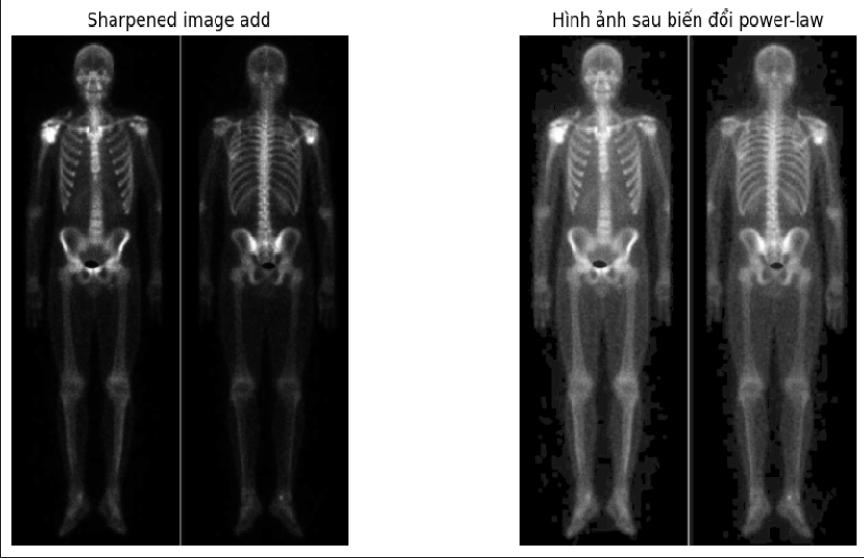 Sharpened image add
Hình ảnh sau biến đổi power-law